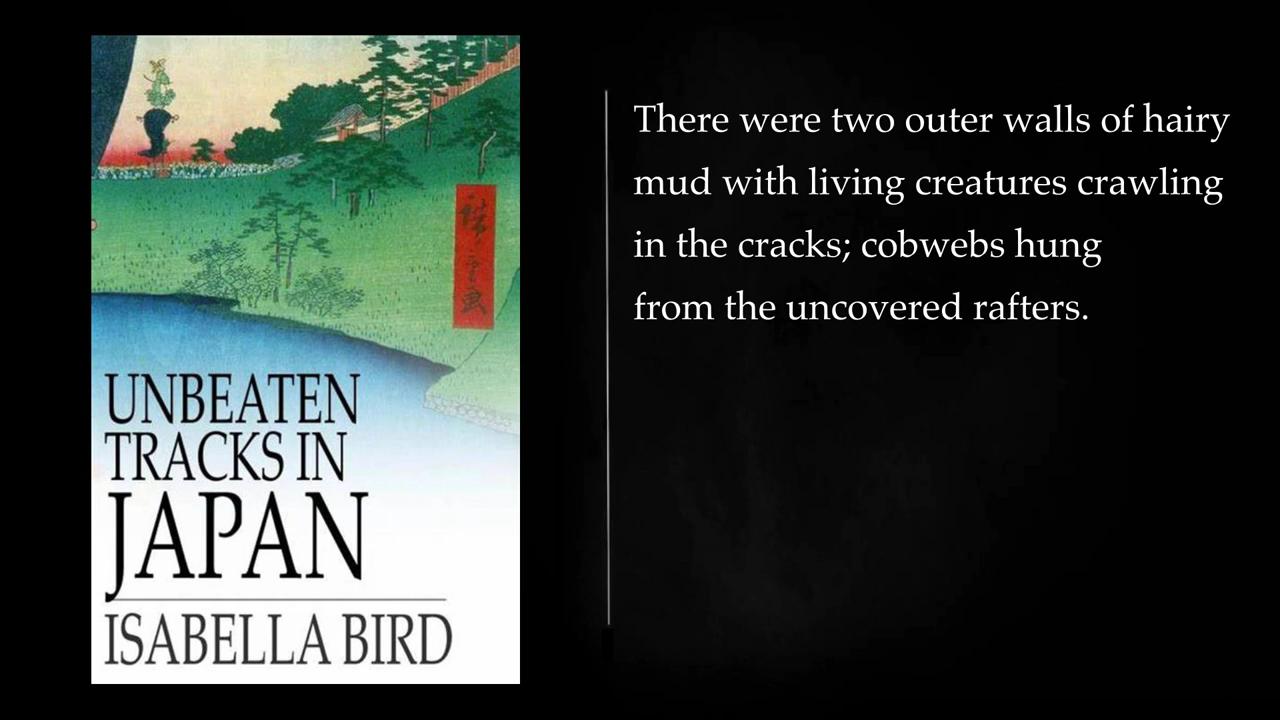 UNBEATEN
TRACKS IN
JAPAN
ISABELLA BIRD
There were two outer walls of hairy
mud with living creatures crawling
in the cracks; cobwebs hung
from the uncovered rafters.